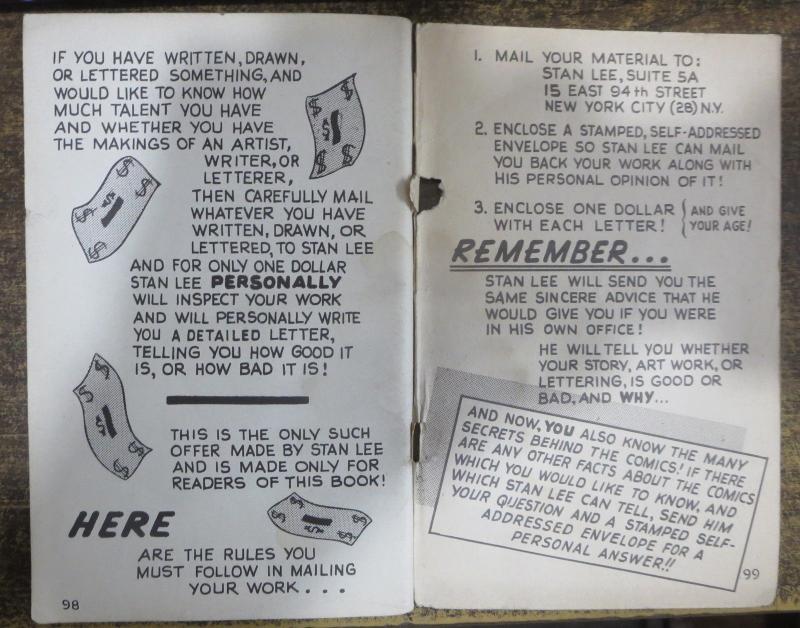 IF YOU HAVE WRITTEN, DRAWN,
OR LETTERED SOMETHING, AND
WOULD LIKE TO KNOW HOW
MUCH TALENT YOU HAVE
AND WHETHER YOU HAVE
THE MAKINGS OF AN ARTIST,
WRITER, OR
LETTERER,
THEN CAREFULLY MAIL
WHATEVER YOU HAVE
WRITTEN, DRAWN, OR
LETTERED, TO STAN LEE
AND FOR ONLY ONE DOLLAR
STAN LEE PERSONALLY
WILL INSPECT YOUR WORK
AND WILL PERSONALLY WRITE
YOU A DETAILED LETTER,
TELLING YOU HOW GOOD IT
IS, OR HOW BAD IT IS!
THIS IS THE ONLY SUCH
OFFER MADE BY STAN LEE
AND IS MADE ONLY FOR
READERS OF THIS BOOK!
HERE
ARE THE RULES YOU
MUST FOLLOW IN MAILING
YOUR WORK...
98
1. MAIL YOUR MATERIAL TO:
STAN LEE, SUITE 5A
15 EAST 94th STREET
NEW YORK CITY (28) N.Y.
2. ENCLOSE A STAMPED, SELF-ADDRESSED
ENVELOPE SO STAN LEE CAN MAIL
YOU BACK YOUR WORK ALONG WITH
HIS PERSONAL OPINION OF IT!
3. ENCLOSE ONE DOLLAR { AND GIVE
WITH EACH LETTER! { YOUR AGE!
REMEMBER...
STAN LEE WILL SEND YOU THE
SAME SINCERE ADVICE THAT HE
WOULD GIVE YOU IF YOU WERE
IN HIS OWN OFFICE!
HE WILL TELL YOU WHETHER
YOUR STORY, ART WORK, OR
LETTERING, IS GOOD OR
BAD, AND WHY...
AND NOW, YOU ALSO KNOW THE MANY
SECRETS BEHIND THE COMICS! IF THERE
ARE ANY OTHER FACTS ABOUT THE COMICS
WHICH YOU WOULD LIKE TO KNOW, AND
WHICH STAN LEE CAN TELL, SEND HIM
YOUR QUESTION AND A STAMPED SELF-
ADDRESSED ENVELOPE FOR A
PERSONAL ANSWER!!
99